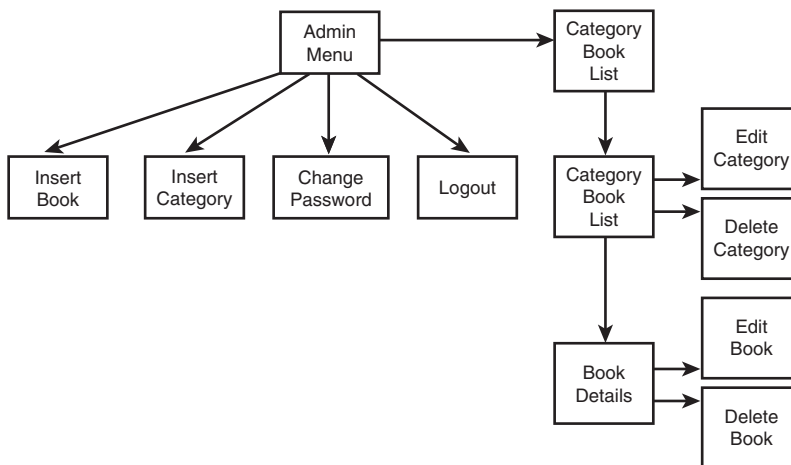 Admin
Menu
Category
Book
List
Insert
Book
Insert
Category
Change
Password
Logout
Category
Book
List
Edit
Category
Delete
Category
Book
Details
Edit
Book
Delete
Book